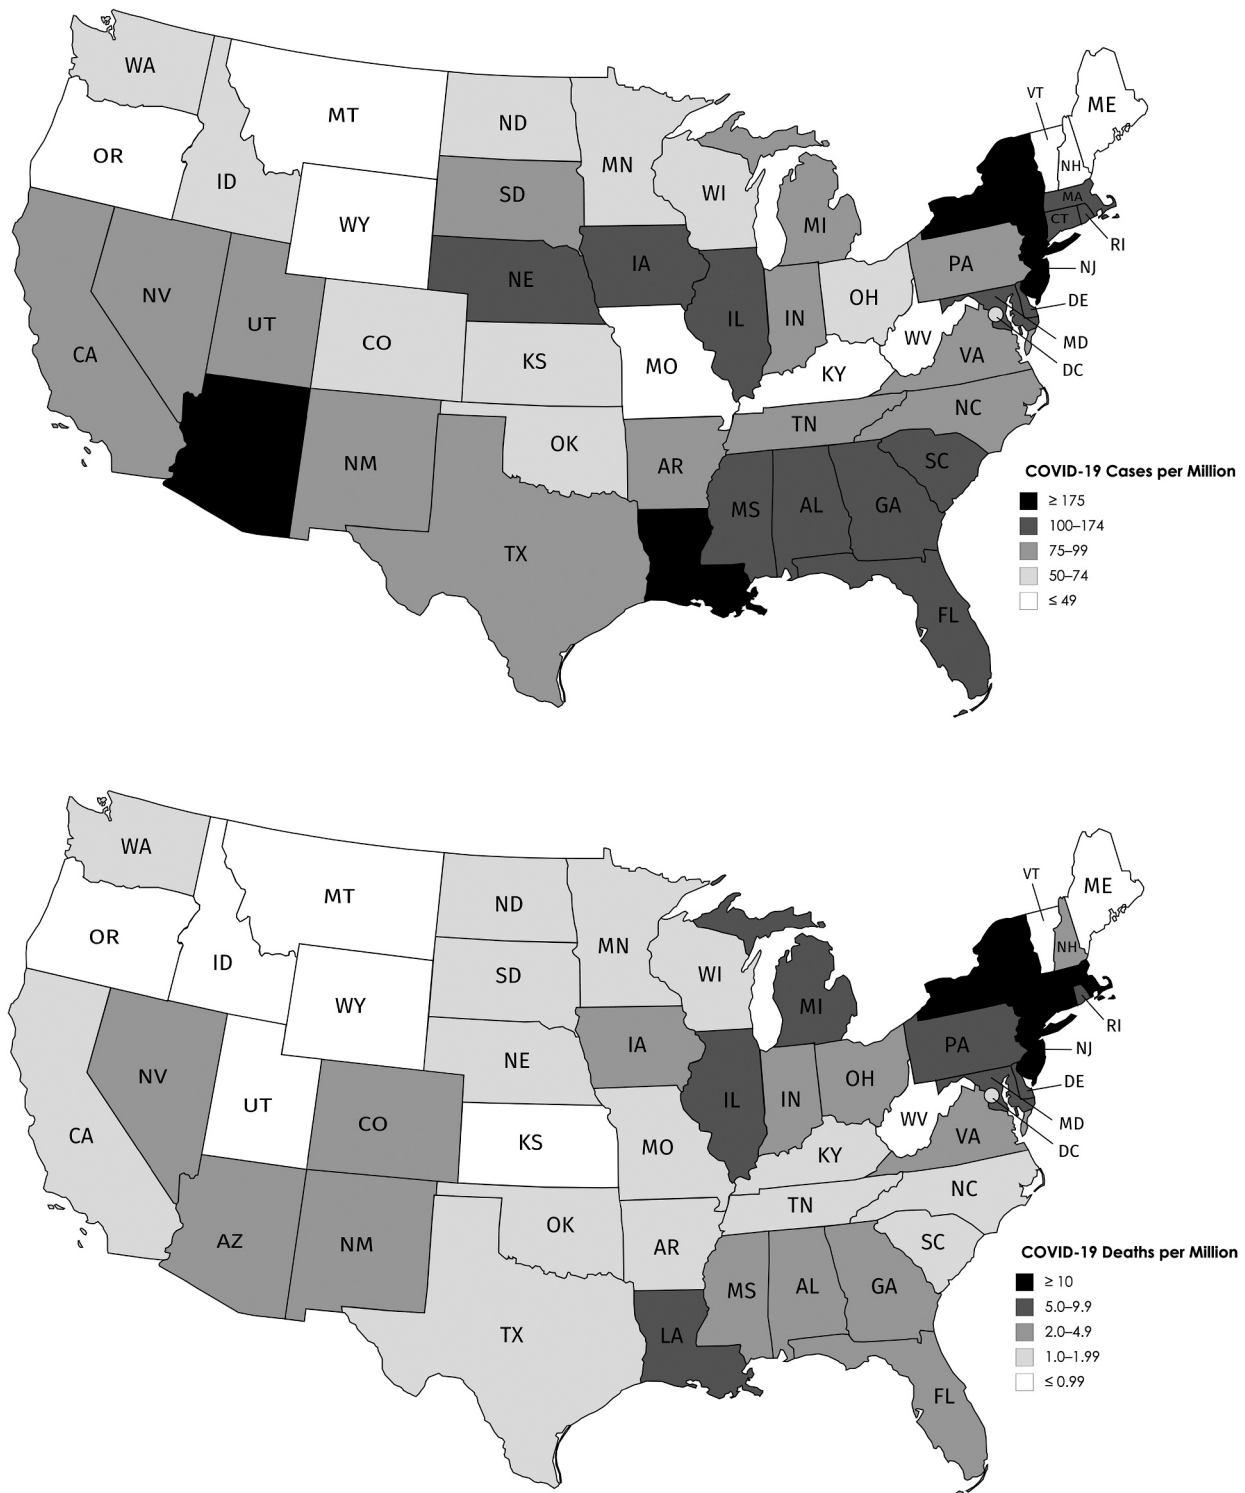 WA
MT
ND
MN
VT
ME
OR
ID
SD
WI
NH
WY
MI
MA
CT
RI
NE
IA
PA
NJ
NV
UT
CO
IL
IN
OH
DE
CA
KS
MO
WV
VA
MD
KY
DC
NM
OK
AR
TN
NC
SC
MS
AL
GA
TX
FL
COVID-19 Cases per Million
≥ 175
100–174
75–99
50–74
≤ 49
WA
MT
ND
MN
VT
ME
OR
ID
SD
WI
NH
WY
MI
RI
NE
IA
PA
NJ
NV
UT
CO
IL
IN
OH
DE
CA
KS
MO
WV
VA
MD
KY
DC
AZ
NM
OK
AR
TN
NC
SC
MS
AL
GA
TX
LA
FL
COVID-19 Deaths per Million
≥ 10
5.0–9.9
2.0–4.9
1.0–1.99
≤ 0.99